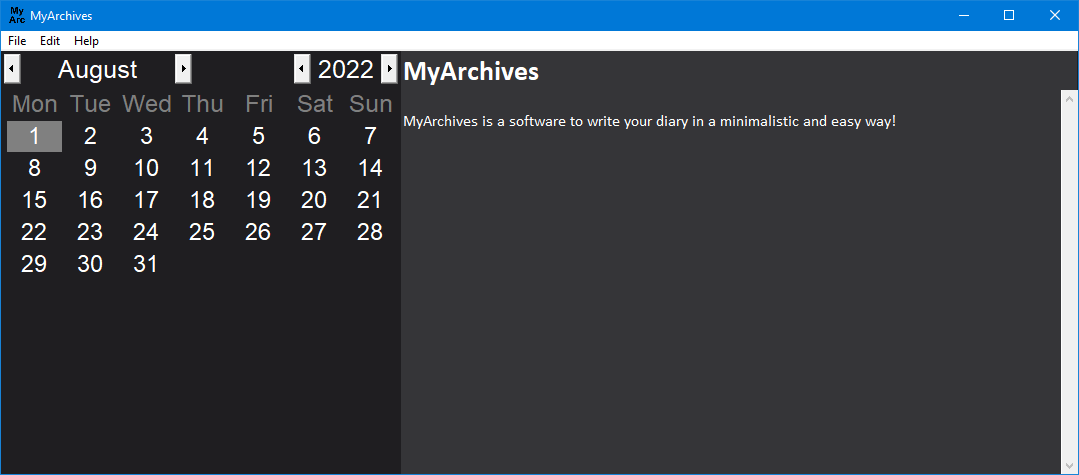 My
Arc
MyArchives
File Edit Help
August 2022
Mon Tue Wed Thu Fri Sat Sun
1 2 3 4 5 6 7
8 9 10 11 12 13 14
15 16 17 18 19 20 21
22 23 24 25 26 27 28
29 30 31
MyArchives
MyArchives is a software to write your diary in a minimalistic and easy way!